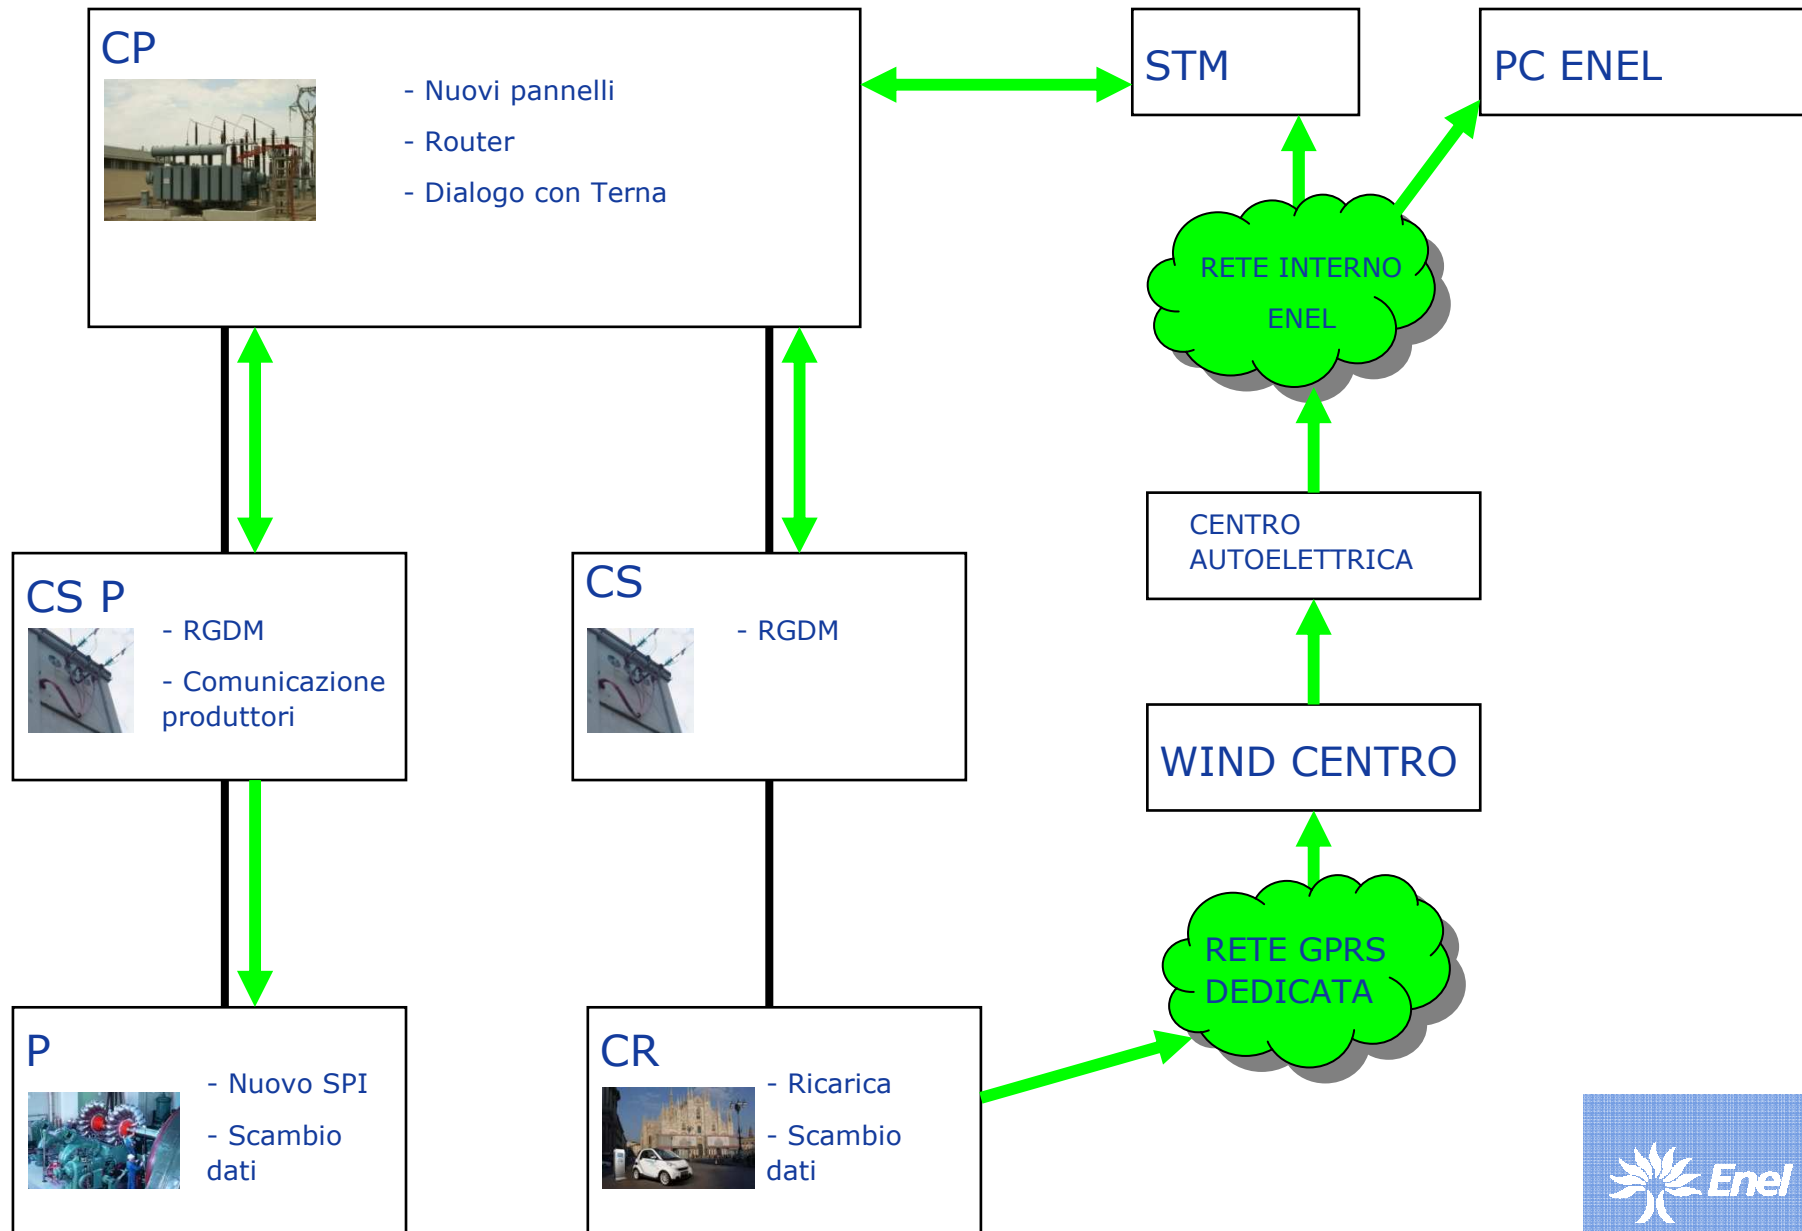 CP
- Nuovi pannelli
- Router
- Dialogo con Terna
STM
PC ENEL
RETE INTERNO
ENEL
CENTRO
AUTOELETTRICA
CS P
- RGDM
- Comunicazione
produttori
CS
- RGDM
WIND CENTRO
RETE GPRS
DEDICATA
P
- Nuovo SPI
- Scambio
dati
CR
- Ricarica
- Scambio
dati
Enel